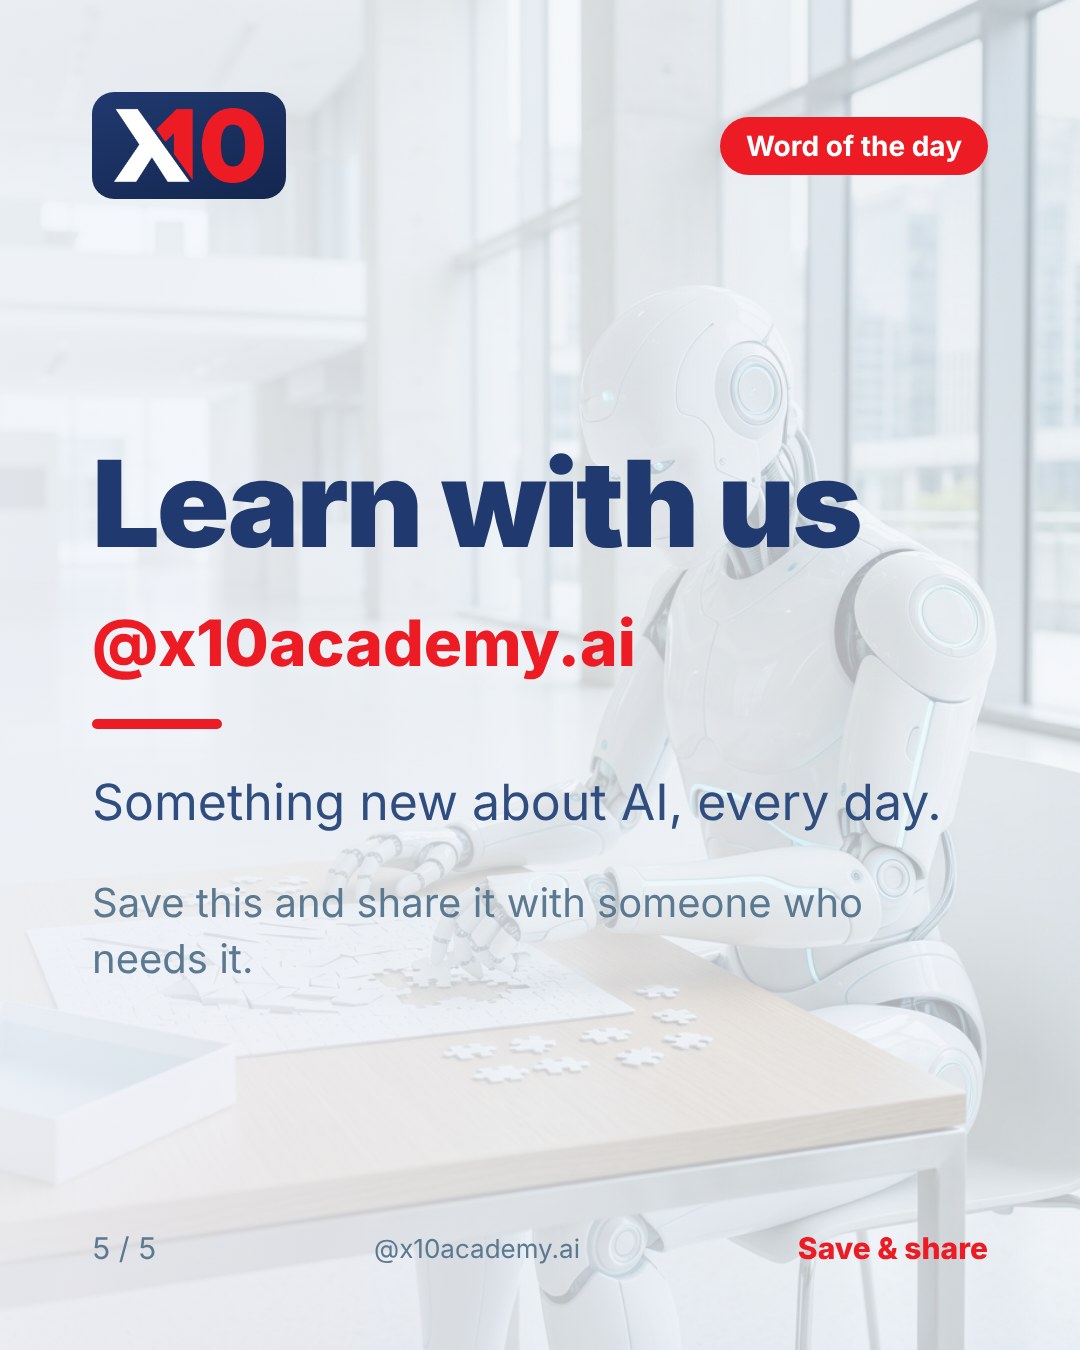 X10
Word of the day
Learn with us
@x10academy.ai
Something new about AI, every day.
Save this and share it with someone who
needs it.
5 / 5
@x10academy.ai
Save & share